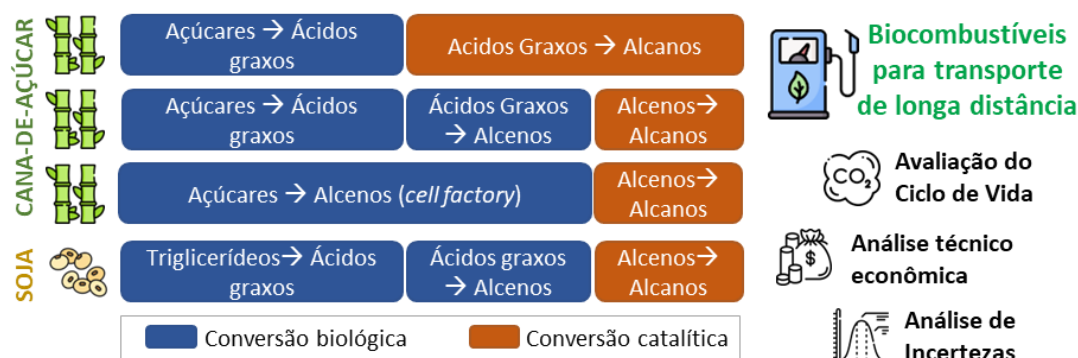 CANA-DE-AÇÚCAR
Açúcares → Ácidos
graxos
Acidos Graxos → Alcanos
Açúcares → Ácidos
graxos
Ácidos Graxos
→ Alcenos
Alcenos→
Alcanos
Açúcares → Alcenos (cell factory)
Alcenos→
Alcanos
SOJA
Triglicerídeos→ Ácidos
graxos
Ácidos graxos
→ Alcenos
Alcenos→
Alcanos
Conversão biológica
Conversão catalítica
Biocombustíveis
para transporte
de longa distância
CO₂
Avaliação do
Ciclo de Vida
$
Análise técnico
econômica
Análise de
Incertezas